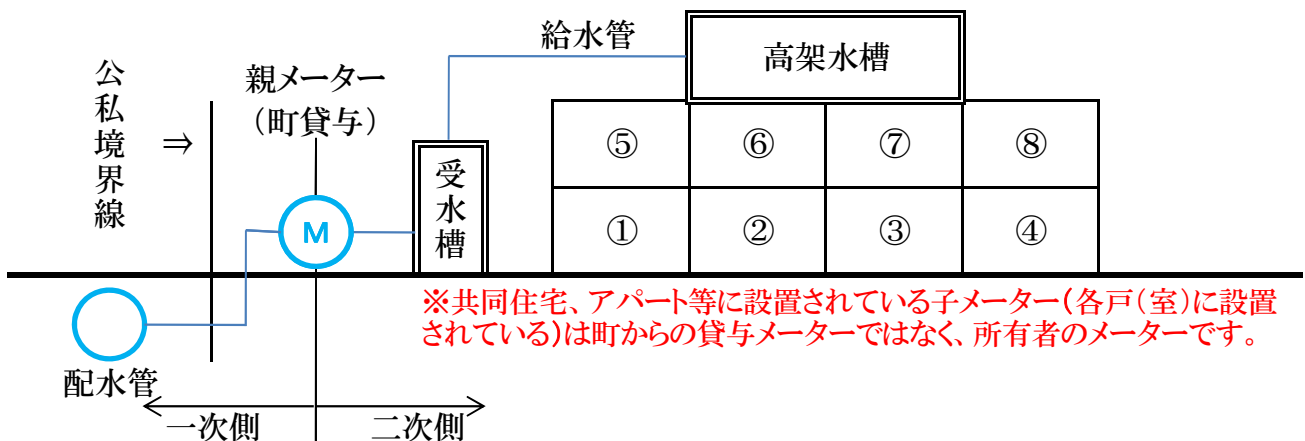 給水管
高架水槽
公私境界線
⇒
親メーター
（町貸与）
受水槽
M
⑤ ⑥ ⑦ ⑧
① ② ③ ④
※共同住宅、アパート等に設置されている子メーター（各戸（室）に設置
されている）は町からの貸与メーターではなく、所有者のメーターです。
配水管
一次側 二次側